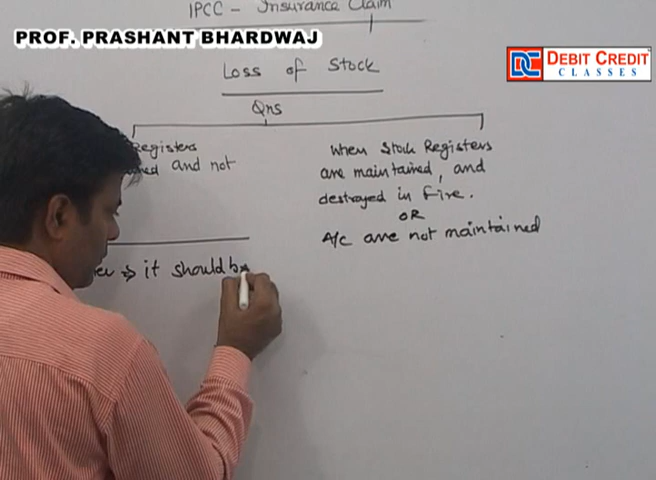 IPCC - Insurance Claim
PROF. PRASHANT BHARDWAJ
DC DEBIT CREDIT
CLASSES
Loss of Stock
Qns
Registers
and not
When Stock Registers
are maintained, and
destroyed in Fire.
OR
A/c are not maintained
it should be